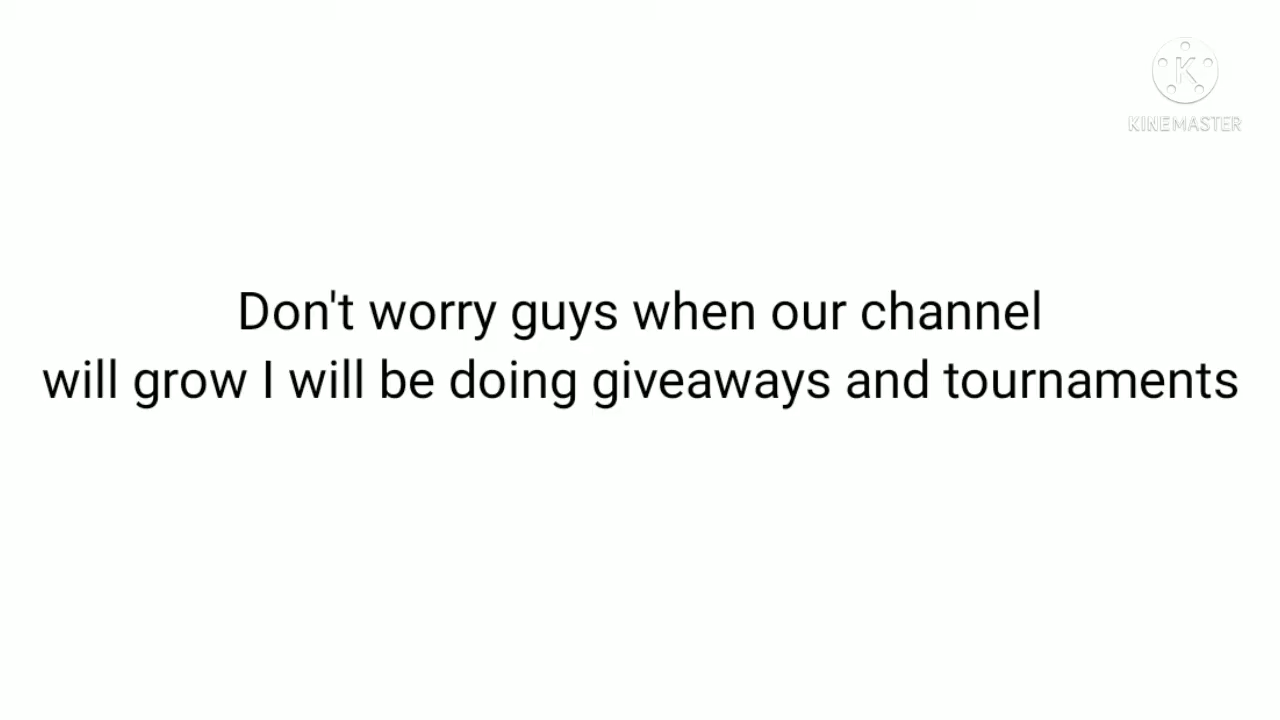 KINEMASTER
Don't worry guys when our channel
will grow I will be doing giveaways and tournaments